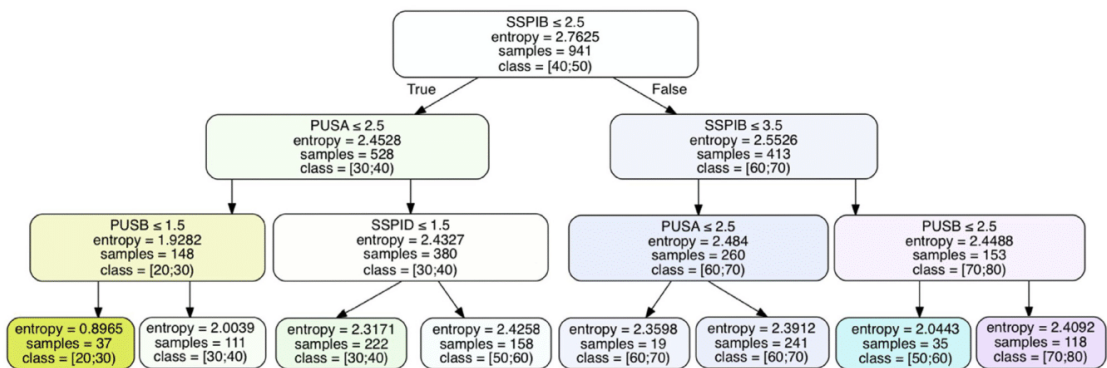 SSPIB ≤ 2.5
entropy = 2.7625
samples = 941
class = [40;50)
True
False
PUSA ≤ 2.5
entropy = 2.4528
samples = 528
class = [30;40)
SSPIB ≤ 3.5
entropy = 2.5526
samples = 413
class = [60;70)
PUSB ≤ 1.5
entropy = 1.9282
samples = 148
class = [20;30)
SSPID ≤ 1.5
entropy = 2.4327
samples = 380
class = [30;40)
PUSA ≤ 2.5
entropy = 2.484
samples = 260
class = [60;70)
PUSB ≤ 2.5
entropy = 2.4488
samples = 153
class = [70;80)
entropy = 0.8965
samples = 37
class = [20;30)
entropy = 2.0039
samples = 111
class = [30;40)
entropy = 2.3171
samples = 222
class = [30;40)
entropy = 2.4258
samples = 158
class = [50;60)
entropy = 2.3598
samples = 19
class = [60;70)
entropy = 2.3912
samples = 241
class = [60;70)
entropy = 2.0443
samples = 35
class = [50;60)
entropy = 2.4092
samples = 118
class = [70;80)